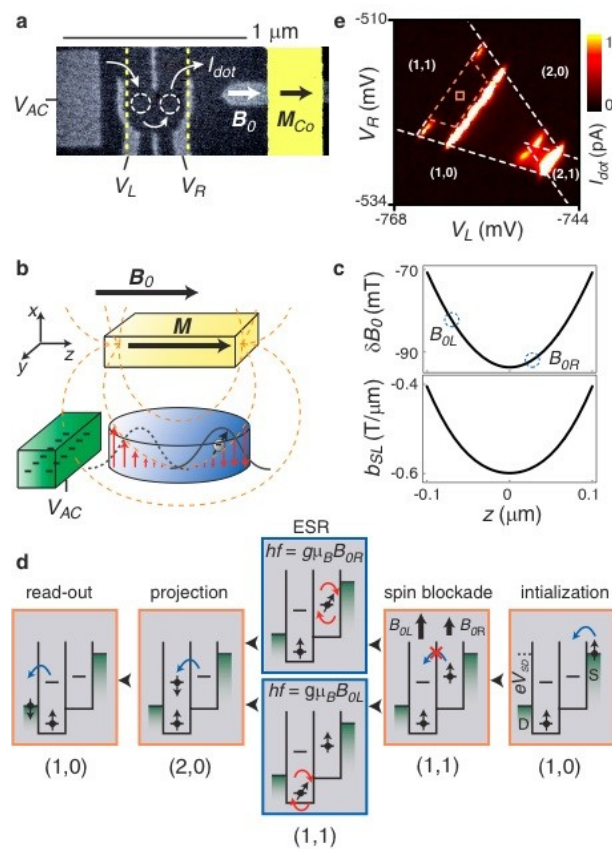 a
1 μm
V_AC
I_dot
B_0
M_Co
V_L
V_R
e
-510
V_R (mV)
-534
(1,1)
(2,0)
(1,0)
(2,1)
-768
-744
V_L (mV)
1
0
I_dot (pA)
b
B_0
M
x
y
z
V_AC
c
-70
δB_0 (mT)
-90
B_0L
B_0R
-0.4
b_SL (T/μm)
-0.6
-0.1
0
0.1
z (μm)
d
ESR
read-out
projection
hf = gμ_B B_0R
spin blockade
intialization
B_0L
B_0R
eV_SD
S
D
hf = gμ_B B_0L
(1,0)
(2,0)
(1,1)
(1,1)
(1,0)